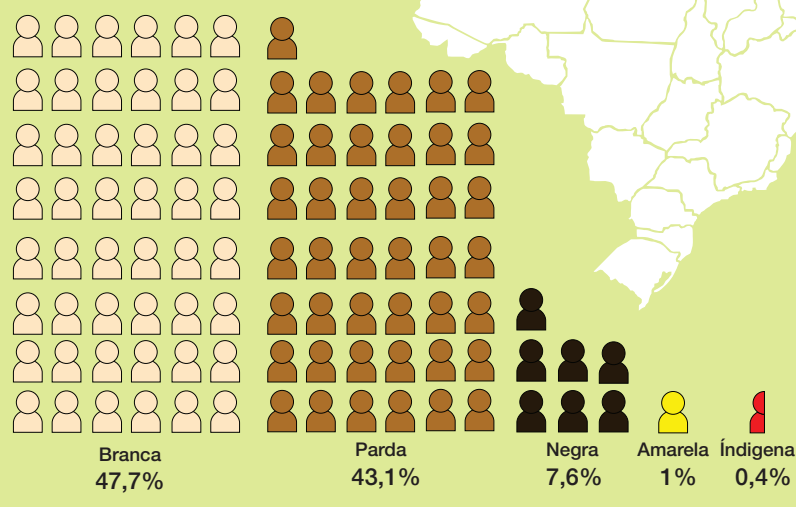 Branca
47,7%
Parda
43,1%
Negra
7,6%
Amarela
1%
Índigena
0,4%